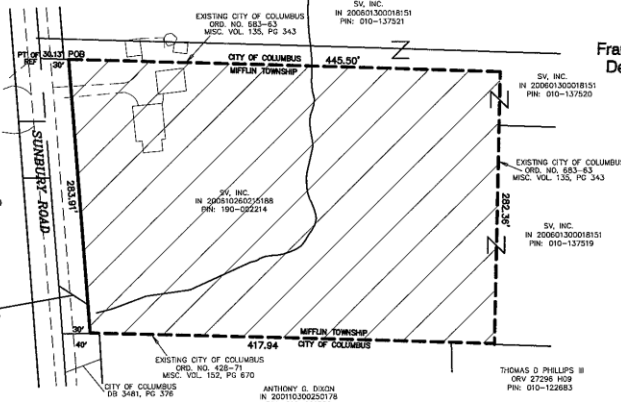 SV, INC.
IN 200601300018151
PIN: 010-137521
EXISTING CITY OF COLUMBUS
ORD. NO. 683-63
MISC. VOL. 135, PG 343
PT OF
REF
30.13'
POB
30'
CITY OF COLUMBUS
445.50'
MIFFLIN TOWNSHIP
Fra
De
SV, INC.
IN 200601300018151
PIN: 010-137520
SUNBURY ROAD
283.91'
SV, INC.
IN 200810260215188
PIN: 190-002214
EXISTING CITY OF COLUMBUS
ORD. NO. 683-63
MISC. VOL. 135, PG 343
282.36'
SV, INC.
IN 200601300018151
PIN: 010-137519
30'
40'
MIFFLIN TOWNSHIP
417.94
CITY OF COLUMBUS
EXISTING CITY OF COLUMBUS
ORD. NO. 428-71
MISC. VOL. 152, PG 670
CITY OF COLUMBUS
DB 3481, PG 376
ANTHONY G. DIXON
IN 200110300250178
THOMAS D PHILLIPS III
ORV 27296 H09
PIN: 010-122683